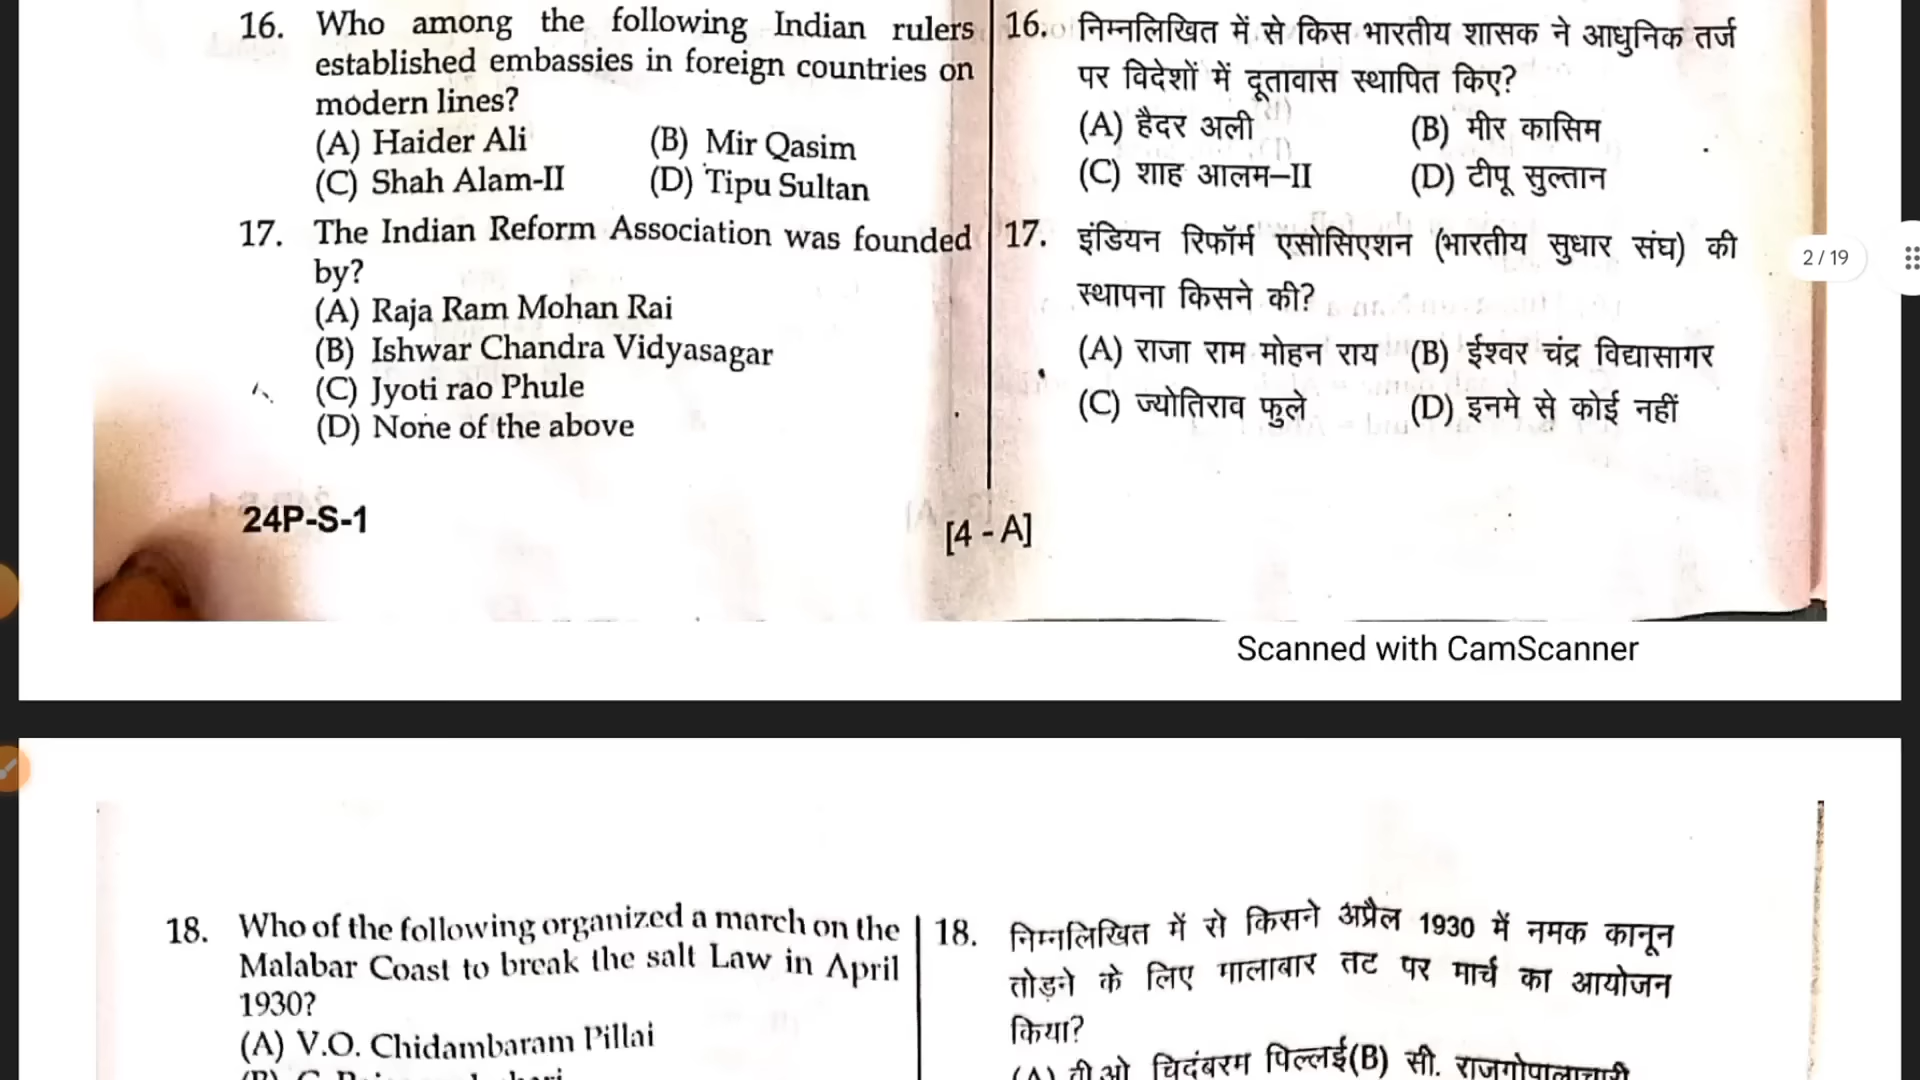 16. Who among the following Indian rulers
established embassies in foreign countries on
modern lines?
(A) Haider Ali (B) Mir Qasim
(C) Shah Alam-II (D) Tipu Sultan
17. The Indian Reform Association was founded
by?
(A) Raja Ram Mohan Rai
(B) Ishwar Chandra Vidyasagar
(C) Jyoti rao Phule
(D) None of the above
16. निम्नलिखित में से किस भारतीय शासक ने आधुनिक तर्ज
पर विदेशों में दूतावास स्थापित किए?
(A) हैदर अली (B) मीर कासिम
(C) शाह आलम–II (D) टीपू सुल्तान
17. इंडियन रिफॉर्म एसोसिएशन (भारतीय सुधार संघ) की
स्थापना किसने की?
(A) राजा राम मोहन राय (B) ईश्वर चंद्र विद्यासागर
(C) ज्योतिराव फुले (D) इनमे से कोई नहीं
2 / 19
24P-S-1
[4 - A]
Scanned with CamScanner
18. Who of the following organized a march on the
Malabar Coast to break the salt Law in April
1930?
(A) V.O. Chidambaram Pillai
18. निम्नलिखित में से किसने अप्रैल 1930 में नमक कानून
तोड़ने के लिए मालाबार तट पर मार्च का आयोजन
किया?
चिदंबरम पिल्लई(B) सी. राजगोपालाचारी